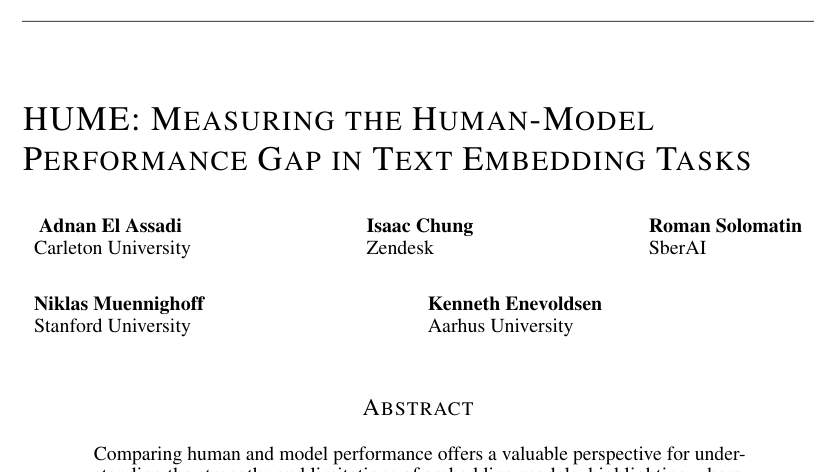 HUME: MEASURING THE HUMAN-MODEL
PERFORMANCE GAP IN TEXT EMBEDDING TASKS
Adnan El Assadi Isaac Chung Roman Solomatin
Carleton University Zendesk SberAI
Niklas Muennighoff Kenneth Enevoldsen
Stanford University Aarhus University
ABSTRACT
Comparing human and model performance offers a valuable perspective for under-